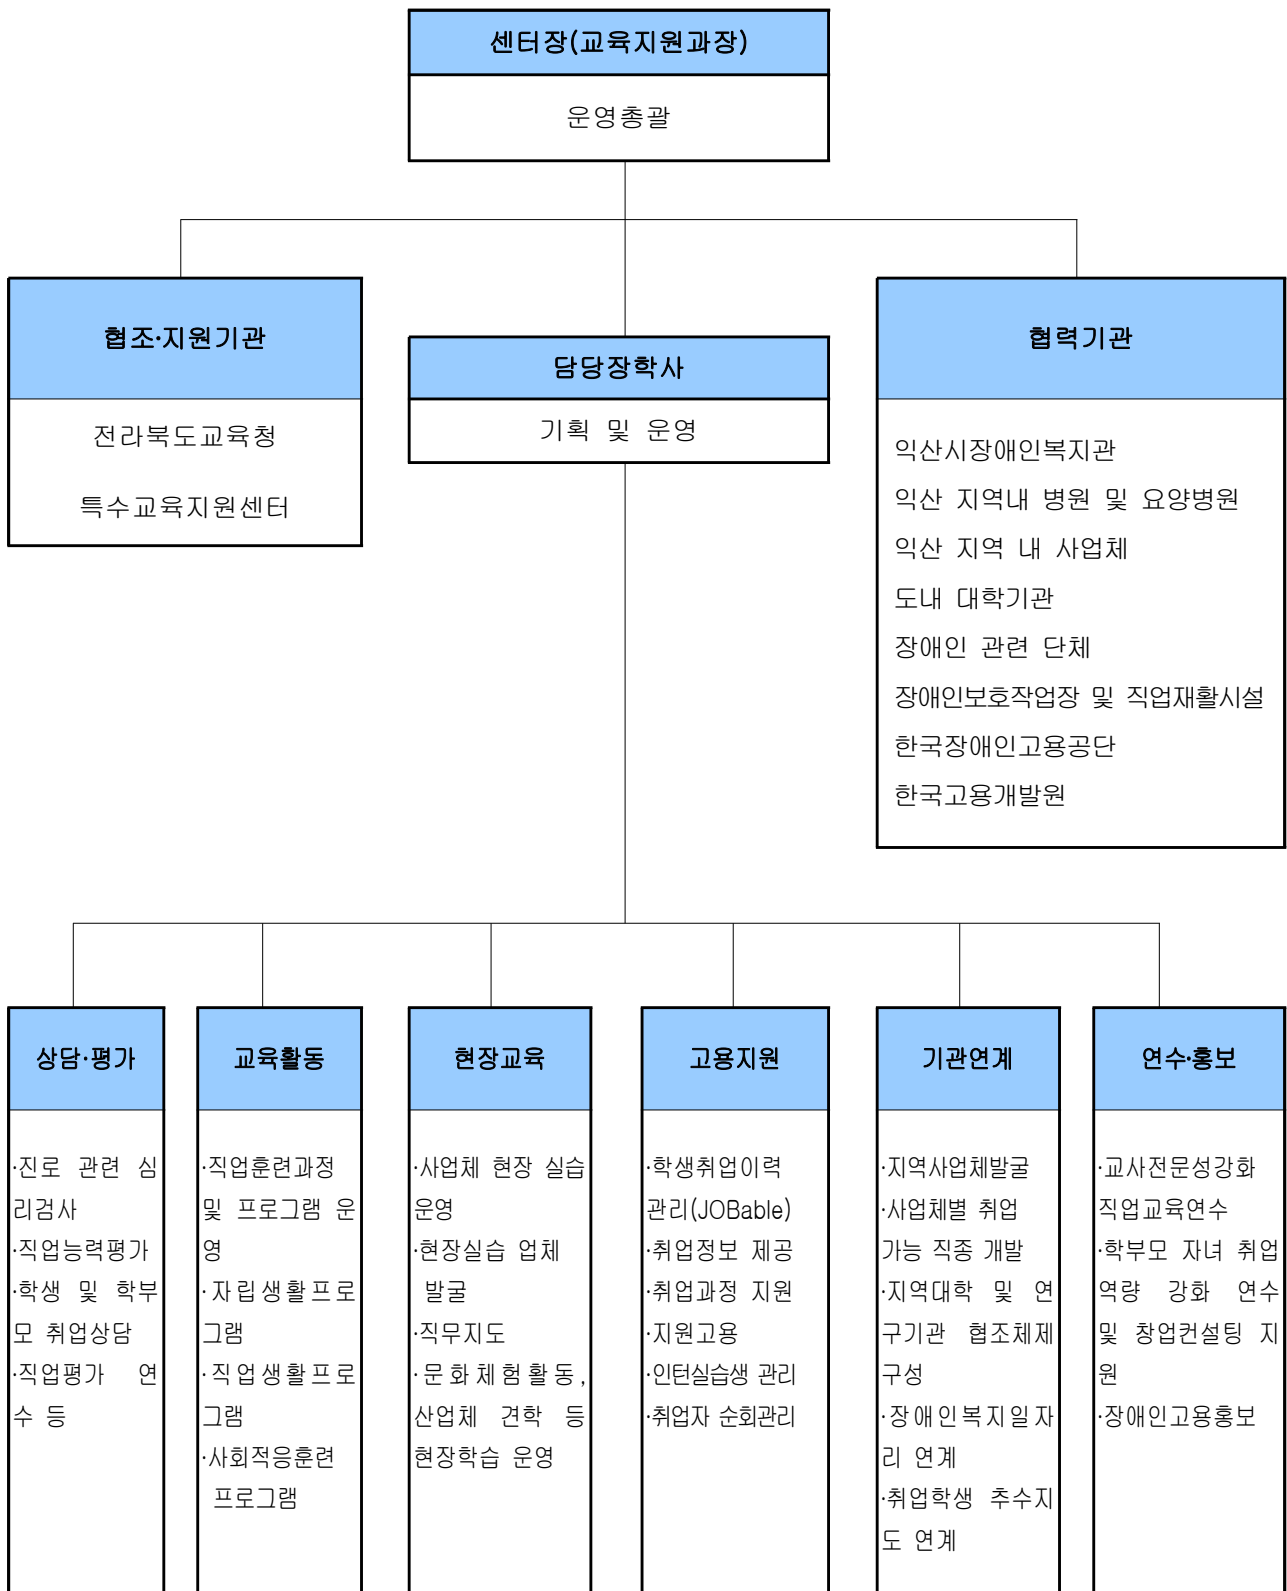 센터장(교육지원과장)
운영총괄
협조·지원기관
전라북도교육청
특수교육지원센터
담당장학사
기획 및 운영
협력기관
익산시장애인복지관
익산 지역내 병원 및 요양병원
익산 지역 내 사업체
도내 대학기관
장애인 관련 단체
장애인보호작업장 및 직업재활시설
한국장애인고용공단
한국고용개발원
상담·평가
·진로 관련 심
리검사
·직업능력평가
·학생 및 학부
모 취업상담
·직업평가 연
수 등
교육활동
·직업훈련과정
및 프로그램 운
영
·자립생활프로
그램
·직업생활프로
그램
·사회적응훈련
프로그램
현장교육
·사업체 현장 실습
운영
·현장실습 업체
발굴
·직무지도
·문화체험활동,
산업체 견학 등
현장학습 운영
고용지원
·학생취업이력
관리(JOBable)
·취업정보 제공
·취업과정 지원
·지원고용
·인턴실습생 관리
·취업자 순회관리
기관연계
·지역사업체발굴
·사업체별 취업
가능 직종 개발
·지역대학 및 연
구기관 협조체제
구성
·장애인복지일자
리 연계
·취업학생 추수지
도 연계
연수·홍보
·교사전문성강화
직업교육연수
·학부모 자녀 취업
역량 강화 연수
및 창업컨설팅 지
원
·장애인고용홍보